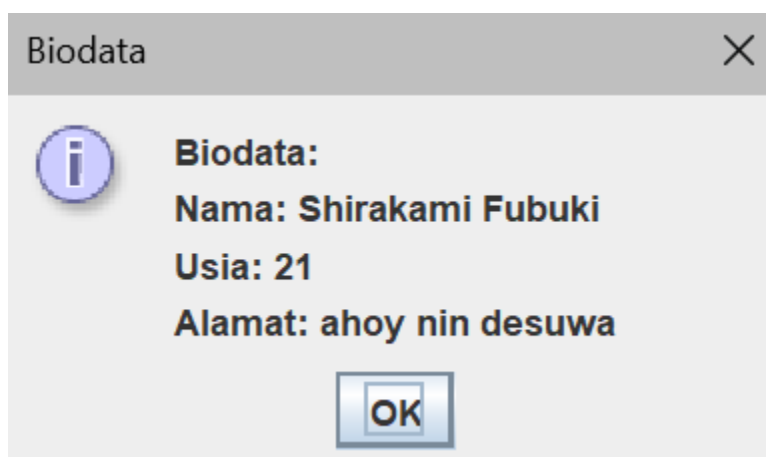 Biodata
Biodata:
Nama: Shirakami Fubuki
Usia: 21
Alamat: ahoy nin desuwa
OK